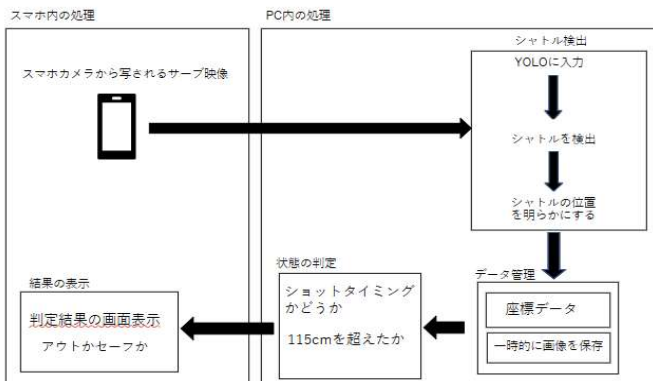 スマホ内の処理
PC内の処理
スマホカメラから写されるサーブ映像
シャトル検出
YOLOに入力
シャトルを検出
シャトルの位置
を明らかにする
データ管理
座標データ
一時的に画像を保存
状態の判定
ショットタイミング
かどうか
115cmを超えたか
結果の表示
判定結果の画面表示
アウトかセーフか